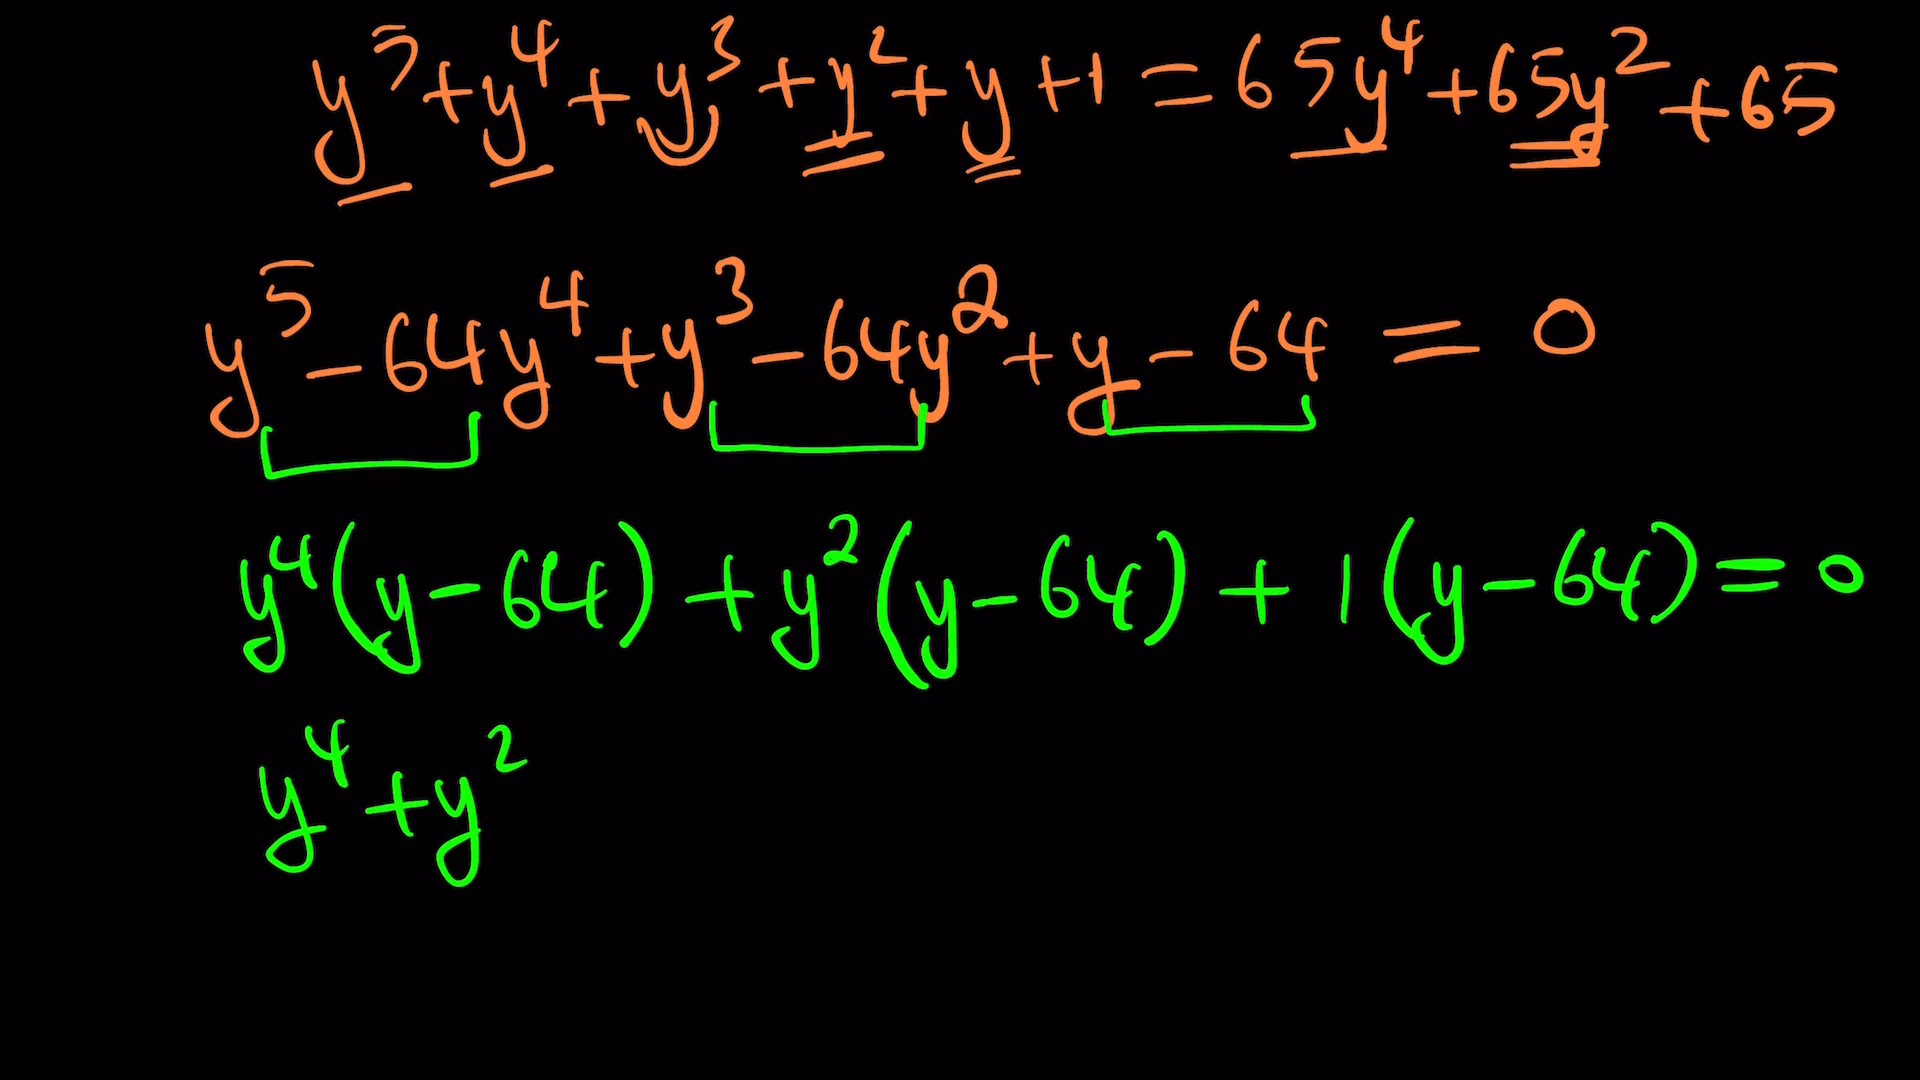 y⁵+y⁴+y³+y²+y+1=65y⁴+65y²+65
y⁵-64y⁴+y³-64y²+y-64=0
y⁴(y-64)+y²(y-64)+1(y-64)=0
y⁴+y²